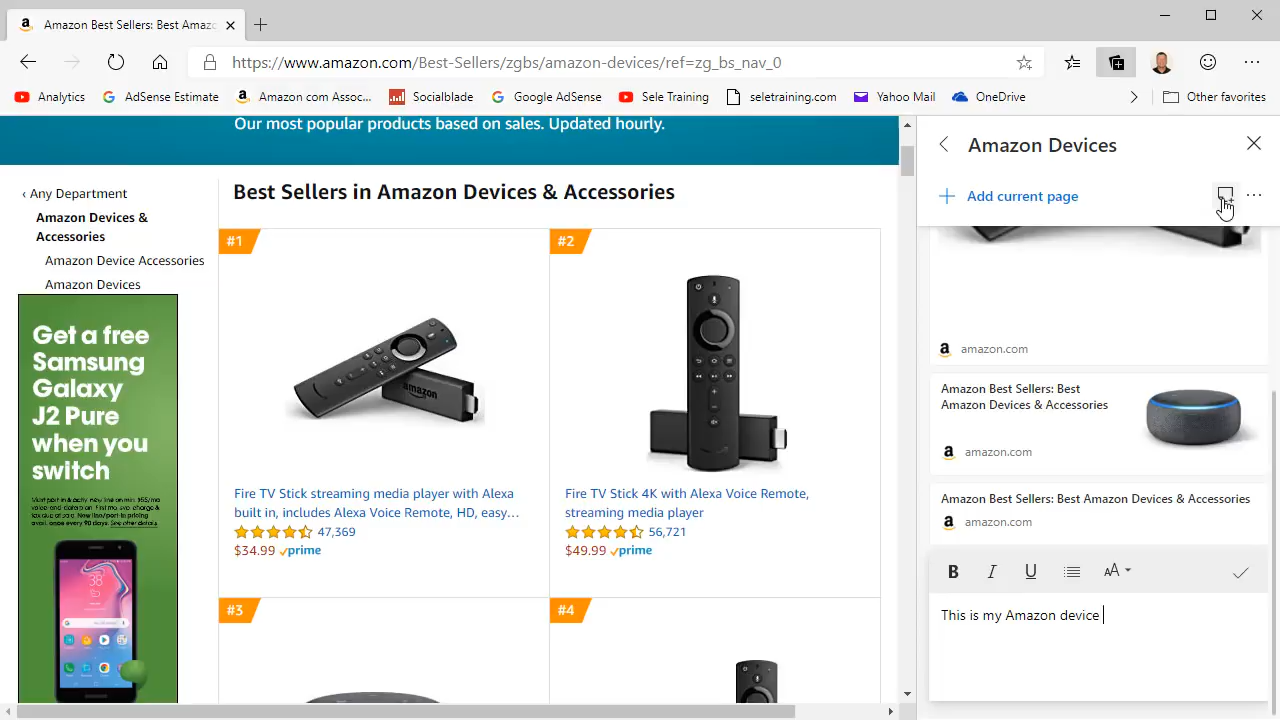 Amazon Best Sellers: Best Amaz
https://www.amazon.com/Best-Sellers/zgbs/amazon-devices/ref=zg_bs_nav_0
Analytics
AdSense Estimate
Amazon com Assoc...
Socialblade
Google AdSense
Sele Training
seletraining.com
Yahoo Mail
OneDrive
Other favorites
Our most popular products based on sales. Updated hourly.
‹ Any Department
Amazon Devices &
Accessories
Amazon Device Accessories
Amazon Devices
Get a free
Samsung
Galaxy
J2 Pure
when you
switch
See other details.
Best Sellers in Amazon Devices & Accessories
#1
amazon
Fire TV Stick streaming media player with Alexa
built in, includes Alexa Voice Remote, HD, easy...
47,369
$34.99 prime
#2
Fire TV Stick 4K with Alexa Voice Remote,
streaming media player
56,721
$49.99 prime
#3
#4
Amazon Devices
Add current page
amazon.com
Amazon Best Sellers: Best
Amazon Devices & Accessories
amazon.com
Amazon Best Sellers: Best Amazon Devices & Accessories
amazon.com
B I U AA
This is my Amazon device